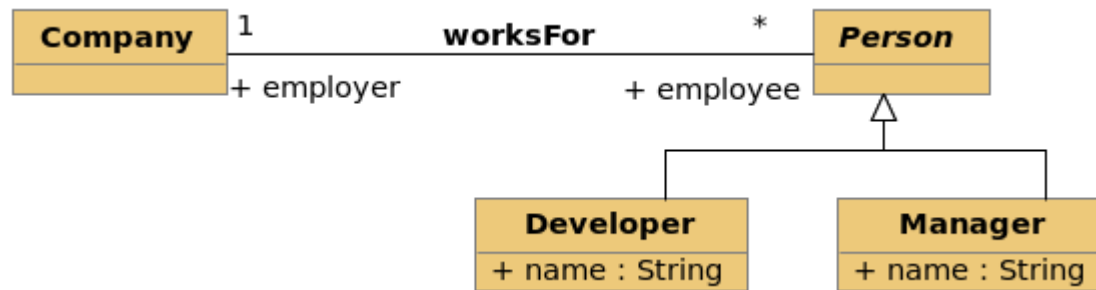 Company
1
worksFor
*
Person
+ employer
+ employee
Developer
+ name : String
Manager
+ name : String